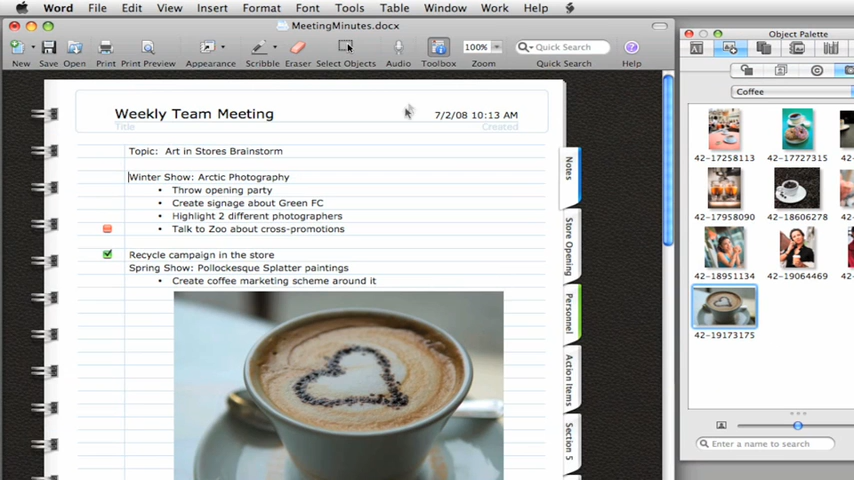 Word File Edit View Insert Format Font Tools Table Window Work Help
MeetingMinutes.docx
New Save Open Print Print Preview Appearance Scribble Eraser Select Objects Audio Toolbox 100% Zoom Quick Search Quick Search Help
Weekly Team Meeting 7/2/08 10:13 AM
Title Created
Topic: Art in Stores Brainstorm
Winter Show: Arctic Photography
• Throw opening party
• Create signage about Green FC
• Highlight 2 different photographers
• Talk to Zoo about cross-promotions
Recycle campaign in the store
Spring Show: Pollockesque Splatter paintings
• Create coffee marketing scheme around it
Notes
Store Opening
Personnel
Action Items
Section 5
Object Palette
Coffee
42-17258113 42-17727315
42-17958090 42-18606278
42-18951134 42-19064469
42-19173175
Enter a name to search